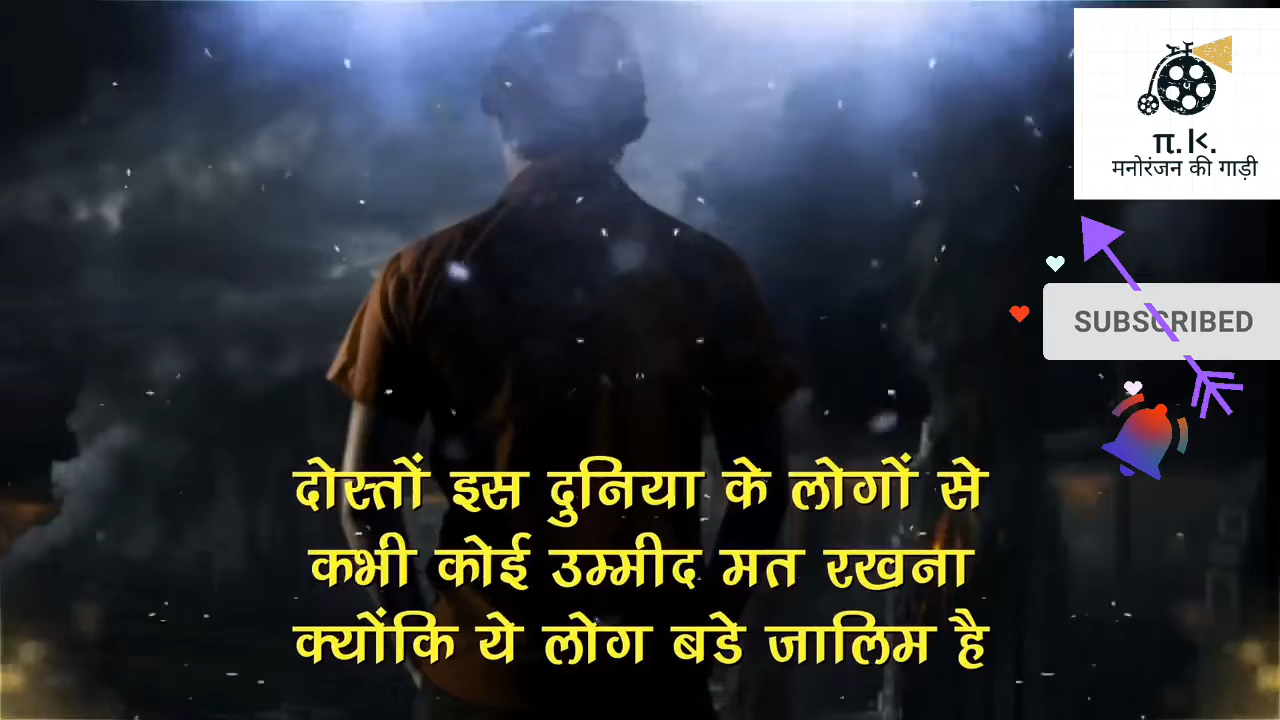 π.k.
मनोरंजन की गाड़ी
SUBSCRIBED
दोस्तों इस दुनिया के लोगों से
कभी कोई उम्मीद मत रखना
क्योंकि ये लोग बडे जालिम है